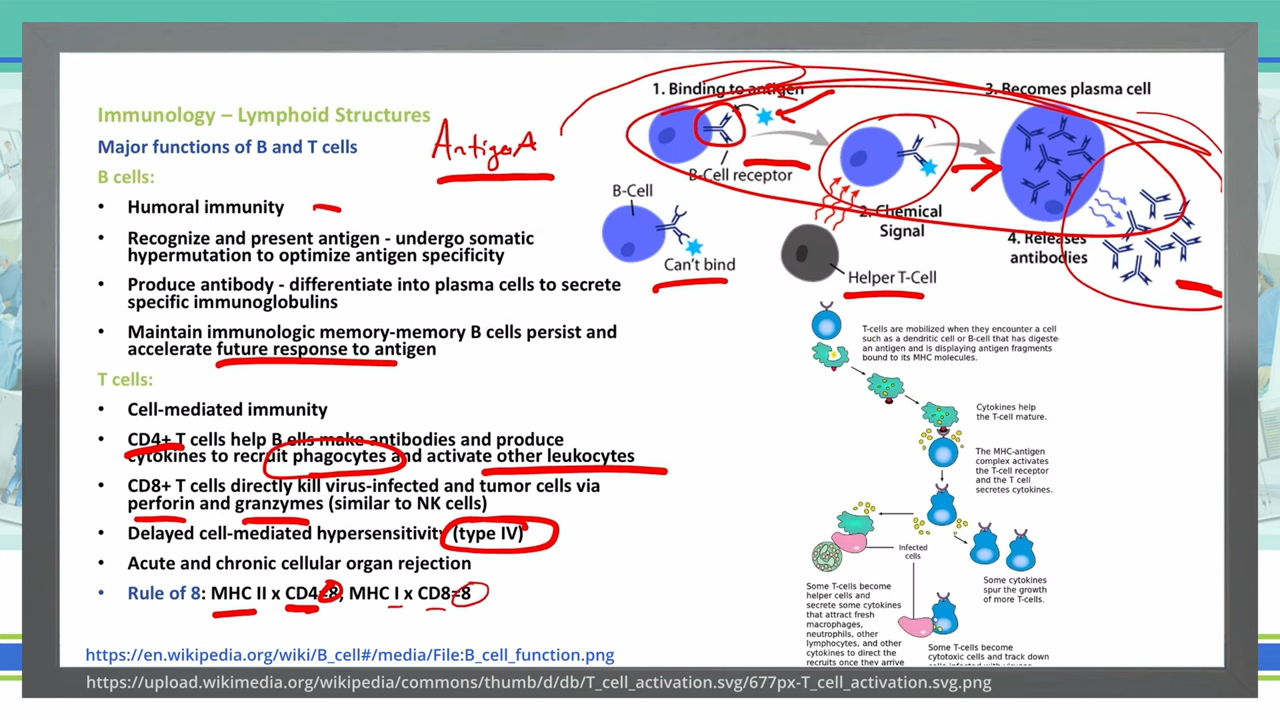 Immunology – Lymphoid Structures
Major functions of B and T cells
B cells:
• Humoral immunity
• Recognize and present antigen - undergo somatic
hypermutation to optimize antigen specificity
• Produce antibody - differentiate into plasma cells to secrete
specific immunoglobulins
• Maintain immunologic memory-memory B cells persist and
accelerate future response to antigen
T cells:
• Cell-mediated immunity
• CD4+ T cells help B ells make antibodies and produce
cytokines to recruit phagocytes and activate other leukocytes
• CD8+ T cells directly kill virus-infected and tumor cells via
perforin and granzymes (similar to NK cells)
• Delayed cell-mediated hypersensitivity (type IV)
• Acute and chronic cellular organ rejection
• Rule of 8: MHC II x CD4=8, MHC I x CD8=8
Antigen A
1. Binding to antigen
B-Cell receptor
B-Cell
Can't bind
2. Chemical
Signal
Helper T-Cell
3. Becomes plasma cell
4. Releases
antibodies
T-cells are mobilized when they encounter a cell
such as a dendritic cell or B-cell that has digeste
an antigen and is displaying antigen fragments
bound to its MHC molecules.
Cytokines help
the T-cell mature.
The MHC-antigen
complex activates
the T-cell receptor
and the T cell
secretes cytokines.
Infected
cells
Some cytokines
spur the growth
of more T-cells.
Some T-cells become
helper cells and
secrete some cytokines
that attract fresh
macrophages,
neutrophils, other
lymphocytes, and other
cytokines to direct the
recruits once they arrive
Some T-cells become
cytotoxic cells and track down
cells infected with viruses
https://en.wikipedia.org/wiki/B_cell#/media/File:B_cell_function.png
https://upload.wikimedia.org/wikipedia/commons/thumb/d/db/T_cell_activation.svg/677px-T_cell_activation.svg.png